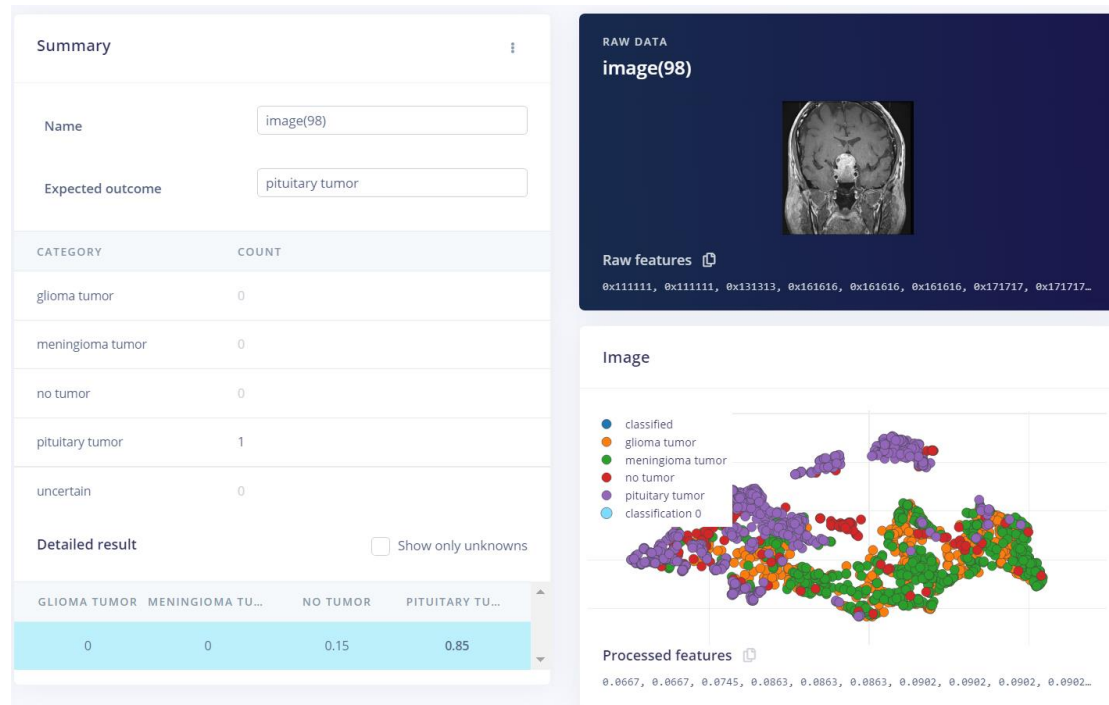 Summary
Name image(98)
Expected outcome pituitary tumor
CATEGORY COUNT
glioma tumor 0
meningioma tumor 0
no tumor 0
pituitary tumor 1
uncertain 0
Detailed result Show only unknowns
GLIOMA TUMOR MENINGIOMA TU... NO TUMOR PITUITARY TU...
0 0 0.15 0.85
RAW DATA
image(98)
Raw features
0x111111, 0x111111, 0x131313, 0x161616, 0x161616, 0x161616, 0x171717, 0x171717…
Image
classified
glioma tumor
meningioma tumor
no tumor
pituitary tumor
classification 0
Processed features
0.0667, 0.0667, 0.0745, 0.0863, 0.0863, 0.0863, 0.0902, 0.0902, 0.0902, 0.0902…